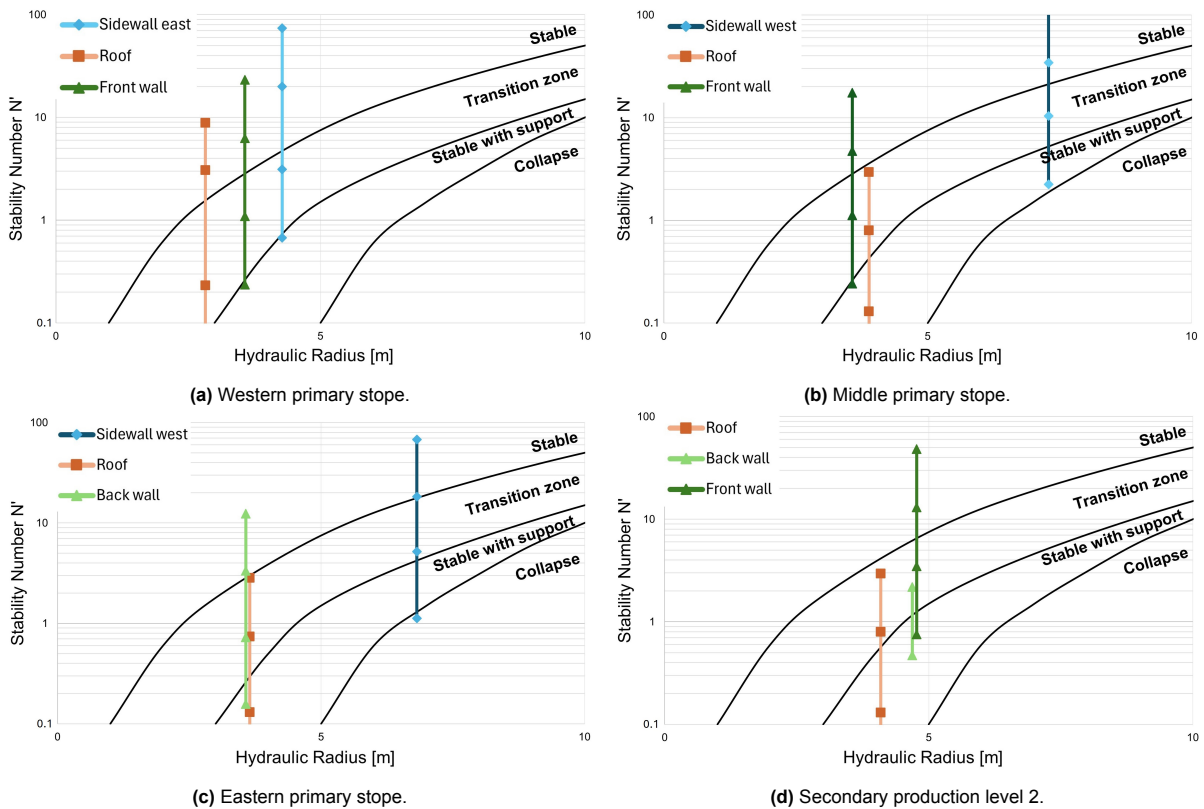 100
10
1
0.1
0
5
10
Stability Number N'
Hydraulic Radius [m]
Sidewall east
Roof
Front wall
Stable
Transition zone
Stable with support
Collapse
(a) Western primary stope.
100
10
1
0.1
0
5
10
Stability Number N'
Hydraulic Radius [m]
Sidewall west
Roof
Front wall
Stable
Transition zone
Stable with support
Collapse
(b) Middle primary stope.
100
10
1
0.1
0
5
10
Stability Number N'
Hydraulic Radius [m]
Sidewall west
Roof
Back wall
Stable
Transition zone
Stable with support
Collapse
(c) Eastern primary stope.
100
10
1
0.1
0
5
10
Stability Number N'
Hydraulic Radius [m]
Roof
Back wall
Front wall
Stable
Transition zone
Stable with support
Collapse
(d) Secondary production level 2.